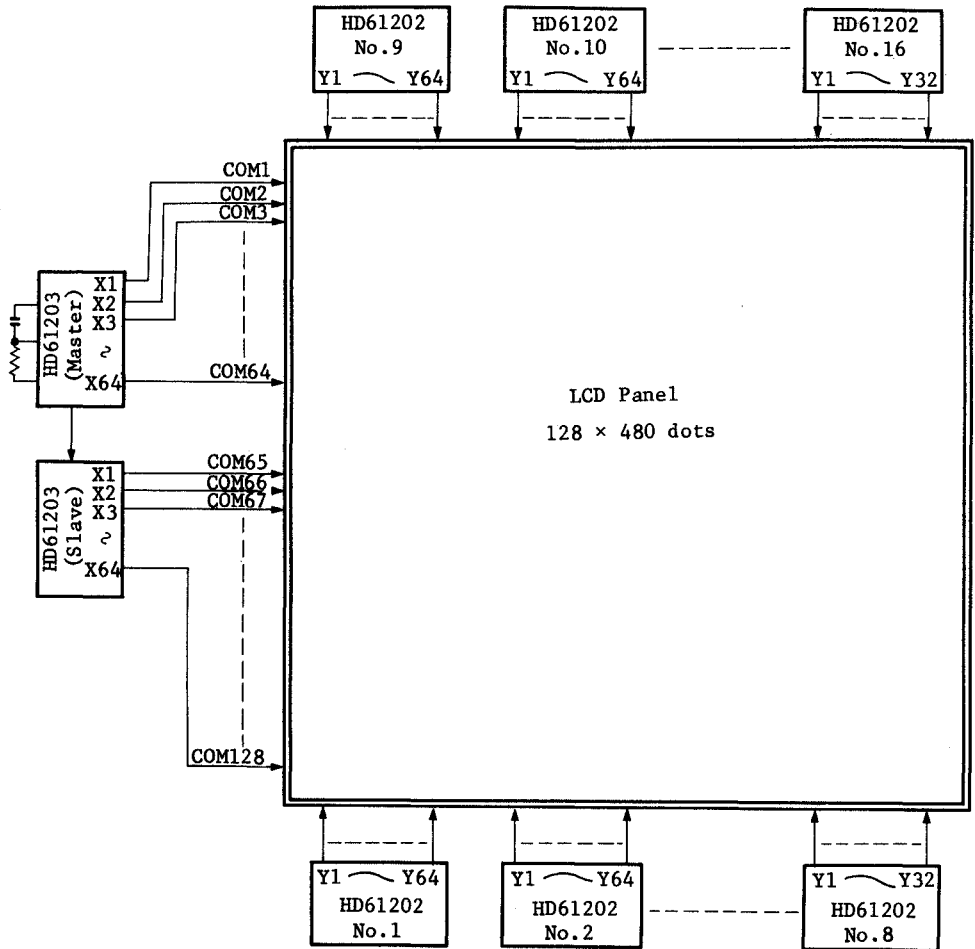 HD61202
No.9
Y1 Y64
HD61202
No.10
Y1 Y64
HD61202
No.16
Y1 Y32
COM1
COM2
COM3
COM64
HD61203
(Master)
X1
X2
X3
~
X64
COM65
COM66
COM67
COM128
HD61203
(Slave)
X1
X2
X3
~
X64
LCD Panel
128 × 480 dots
Y1 Y64
HD61202
No.1
Y1 Y64
HD61202
No.2
Y1 Y32
HD61202
No.8